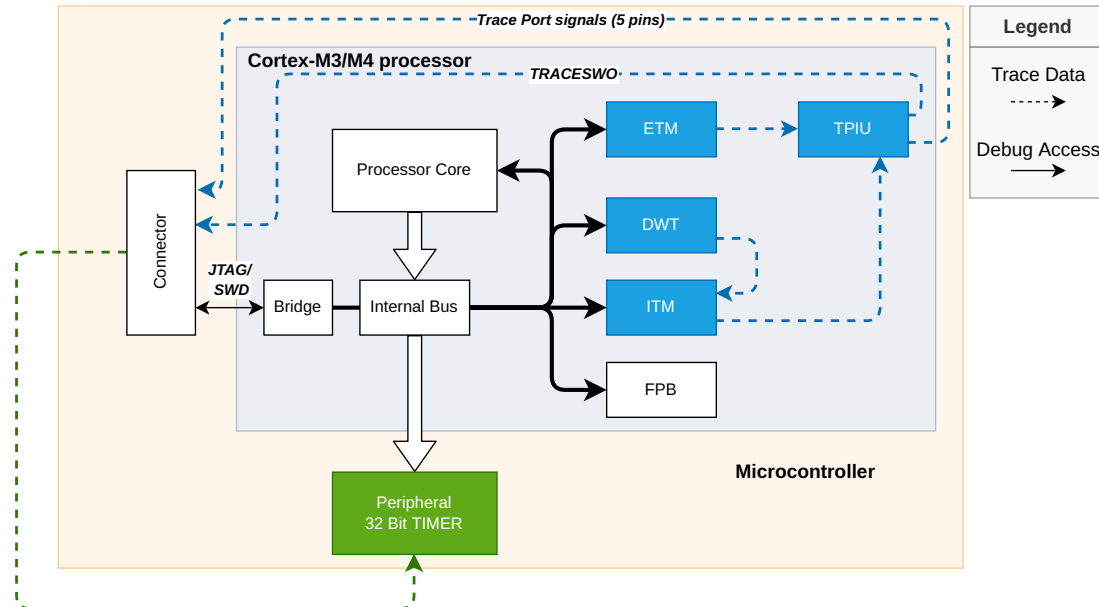 Trace Port signals (5 pins)
Legend
Cortex-M3/M4 processor
TRACESWO
Trace Data
ETM
TPIU
Debug Access
Processor Core
Connector
DWT
JTAG/
SWD
Bridge
Internal Bus
ITM
FPB
Microcontroller
Peripheral
32 Bit TIMER